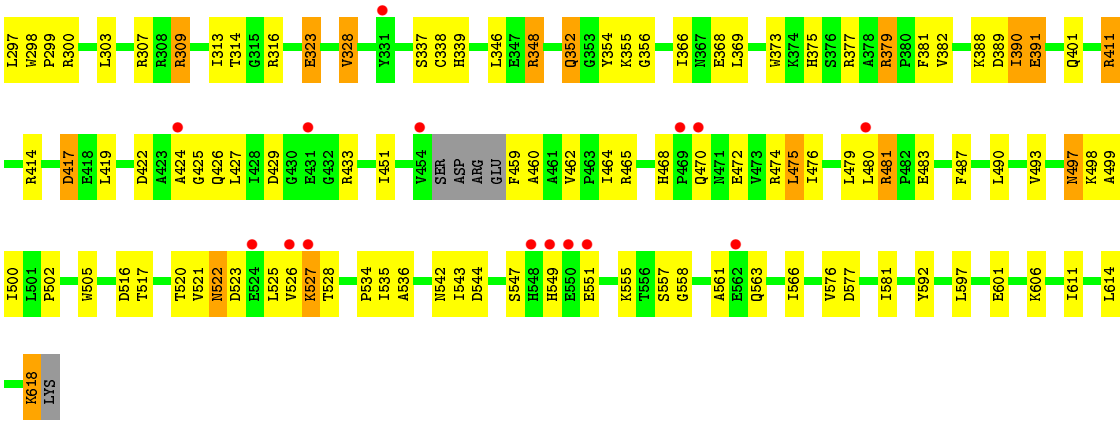 L297 W298 P299 R300 L303 R307 R308 R309 I313 T314 G315 R316 E323 V328 Y331 S337 C338 H339 L346 E347 R348 Q352 G353 Y354 K355 G356 I366 N367 E368 L369 W373 K374 H375 S376 R377 A378 R379 P380 F381 V382 K388 D389 I390 E391 Q401 R411
R414 D417 E418 L419 D422 A423 A424 G425 Q426 L427 I428 D429 G430 E431 G432 R433 I451 V454 SER ASP ARG GLU F459 A460 A461 V462 P463 I464 R465 H468 P469 Q470 N471 E472 V473 R474 L475 I476 L479 L480 R481 P482 E483 F487 L490 V493 N497 K498 A499
I500 L501 P502 W505 D516 T517 T520 V521 N522 D523 E524 L525 V526 K527 T528 P534 I535 A536 N542 I543 D544 S547 H548 H549 E550 E551 K555 T556 S557 G558 A561 E562 Q563 I566 V576 D577 I581 Y592 L597 E601 K606 I611 L614
K618 LYS